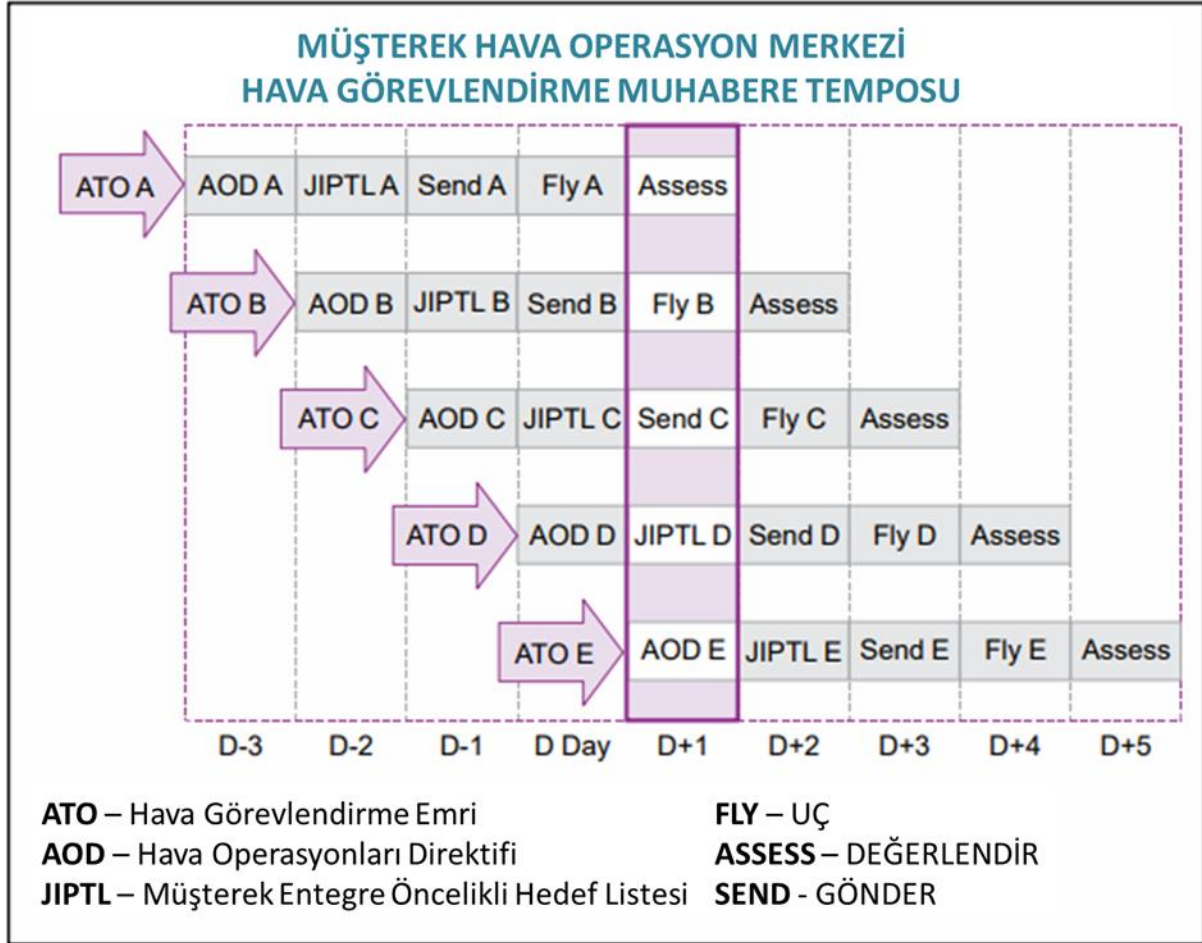 MÜŞTEREK HAVA OPERASYON MERKEZİ
HAVA GÖREVLENDİRME MUHABERE TEMPOSU
ATO A AOD A JIPTL A Send A Fly A Assess
ATO B AOD B JIPTL B Send B Fly B Assess
ATO C AOD C JIPTL C Send C Fly C Assess
ATO D AOD D JIPTL D Send D Fly D Assess
ATO E AOD E JIPTL E Send E Fly E Assess
D-3 D-2 D-1 D Day D+1 D+2 D+3 D+4 D+5
ATO – Hava Görevlendirme Emri
AOD – Hava Operasyonları Direktifi
JIPTL – Müşterek Entegre Öncelikli Hedef Listesi
FLY – UÇ
ASSESS – DEĞERLENDİR
SEND - GÖNDER